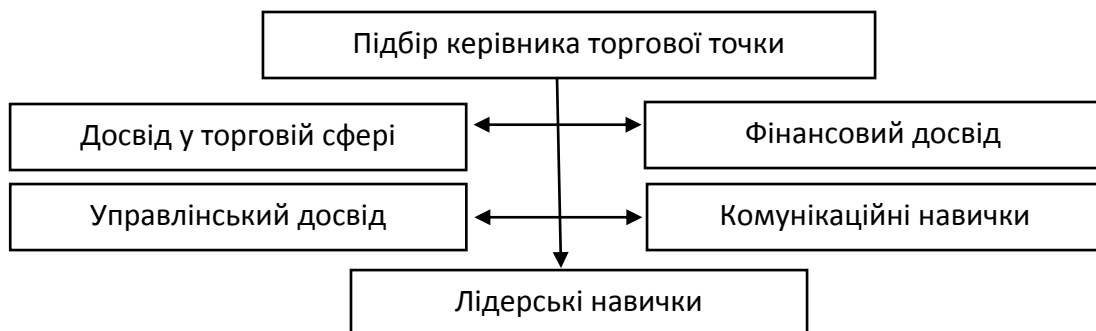 Підбір керівника торгової точки
Досвід у торговій сфері
Фінансовий досвід
Управлінський досвід
Комунікаційні навички
Лідерські навички